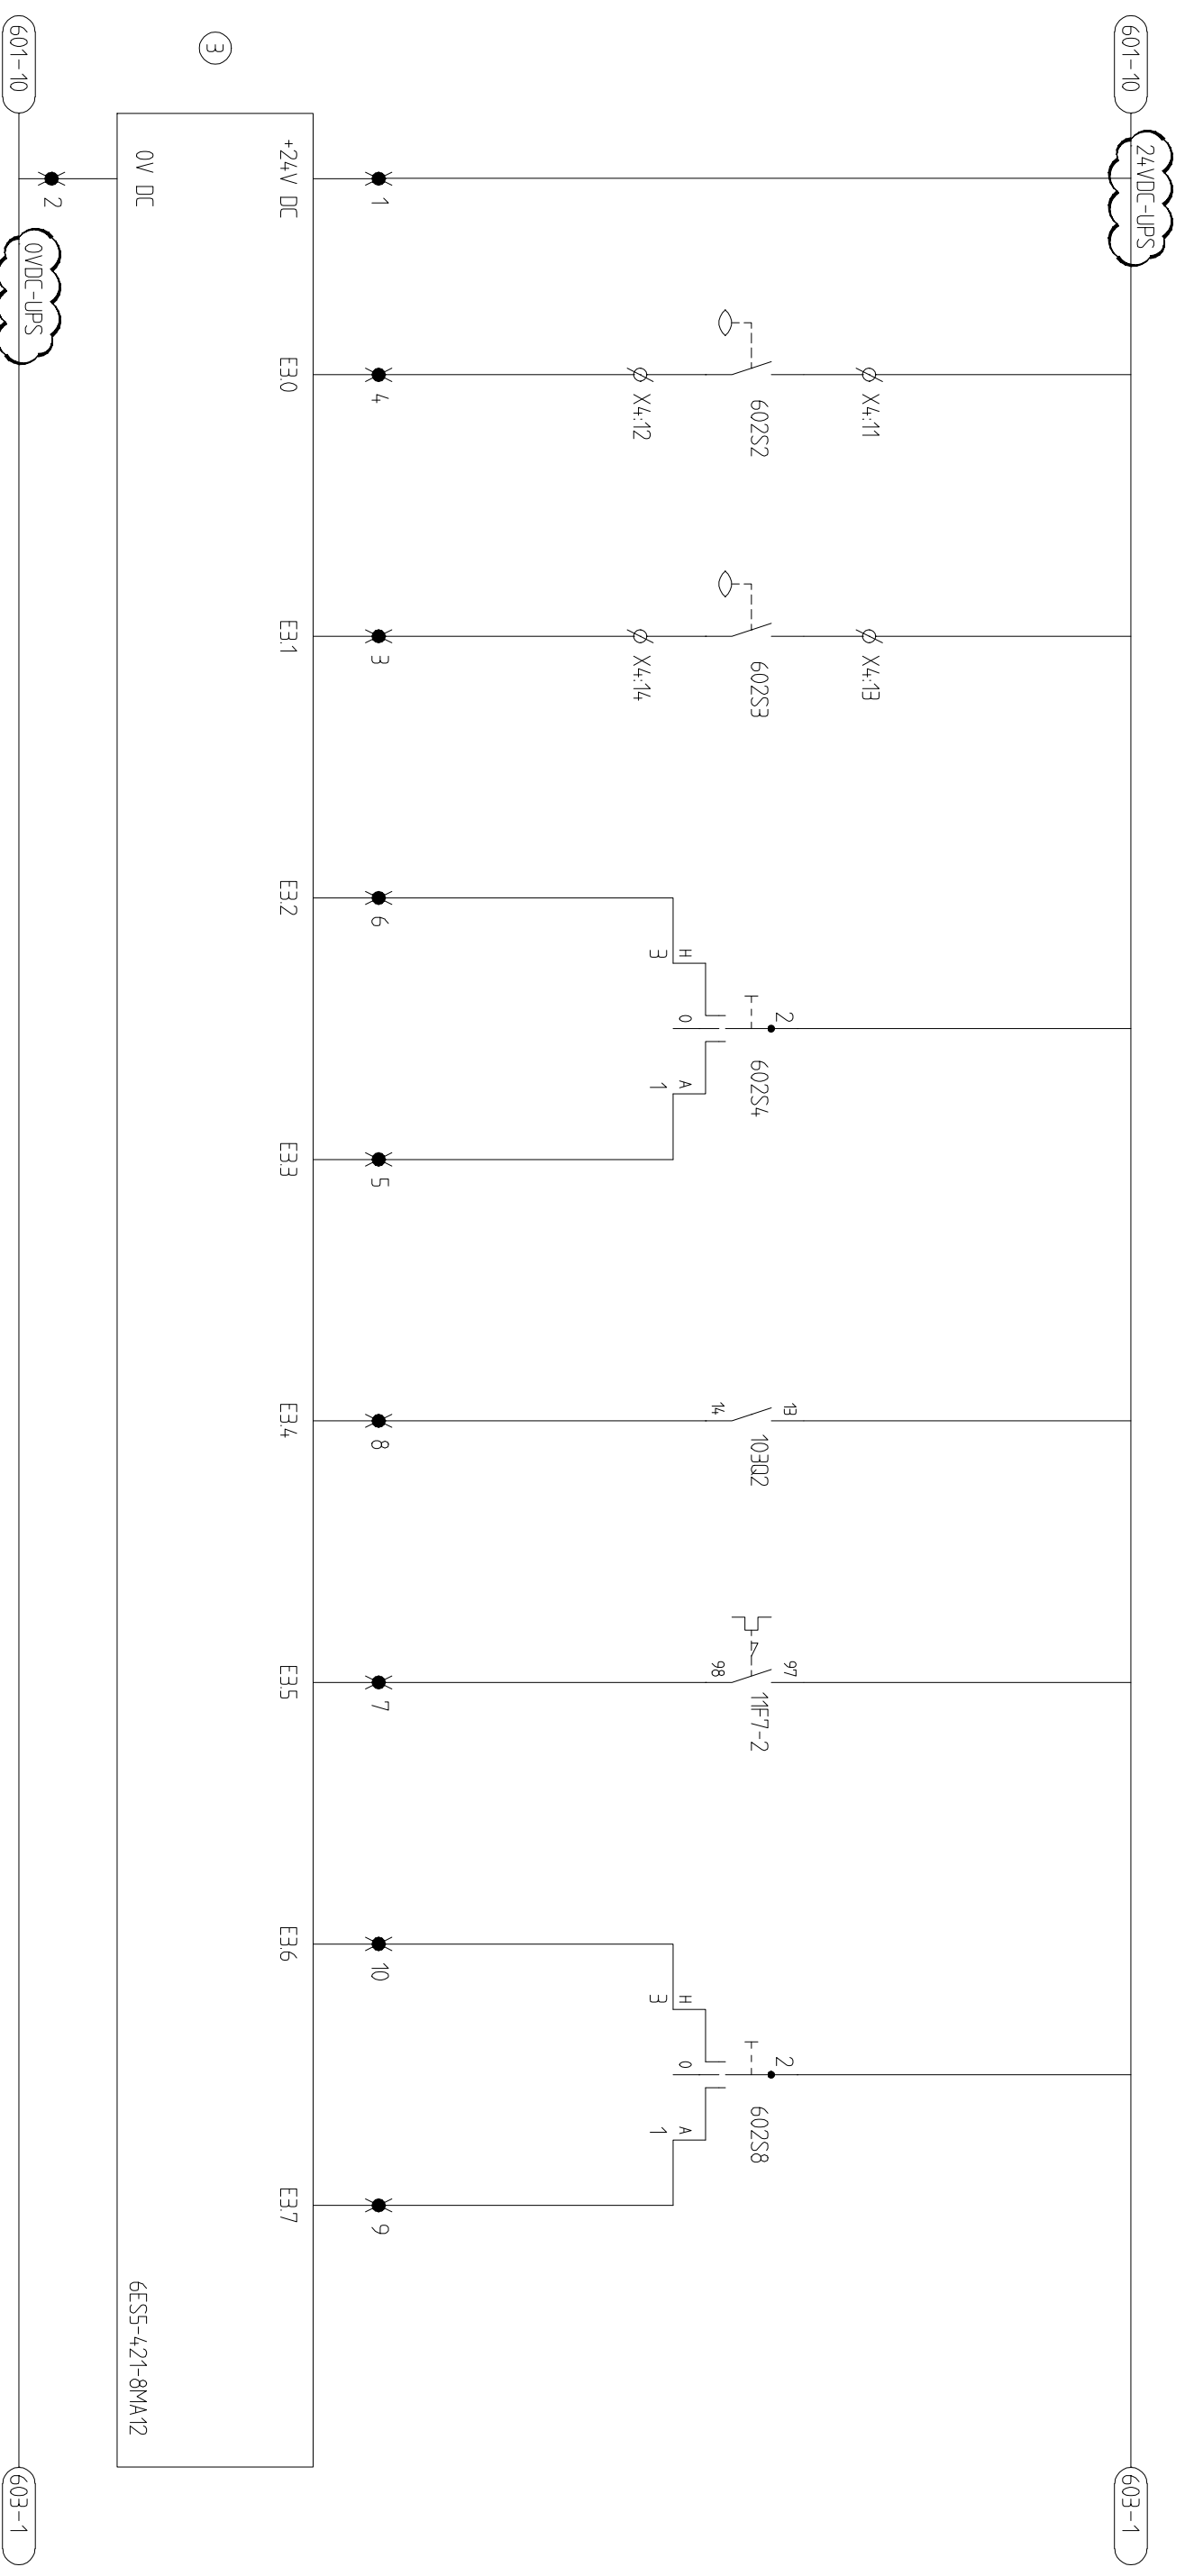 601-10
24VDC-UPS
603-1
X4:11
X4:13
2
13
97
2
602S2
602S3
602S4
103Q2
11F7-2
602S8
14
98
H
0
A
H
0
A
3
1
3
1
X4:12
X4:14
1
4
3
6
5
8
7
10
9
+24V DC
E3.0
E3.1
E3.2
E3.3
E3.4
E3.5
E3.6
E3.7
3
0V DC
6ES5-421-8MA12
2
0VDC-UPS
601-10
603-1